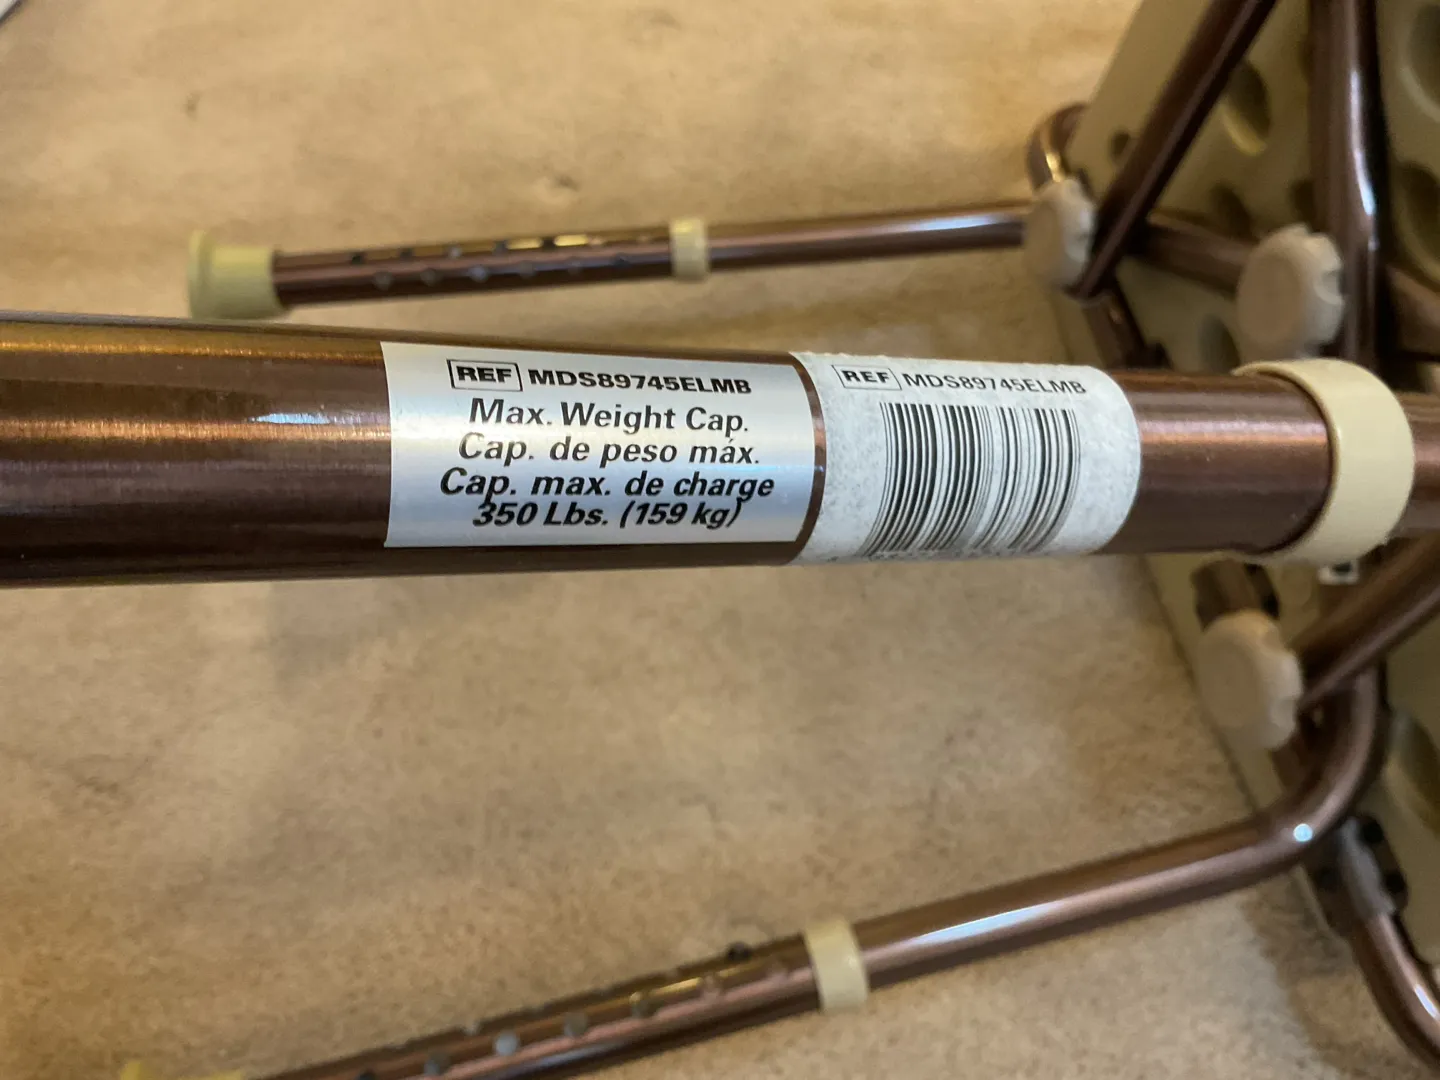 REF MDS89745ELMB
Max. Weight Cap.
Cap. de peso máx.
Cap. max. de charge
350 Lbs. (159 kg)
REF MDS89745ELMB